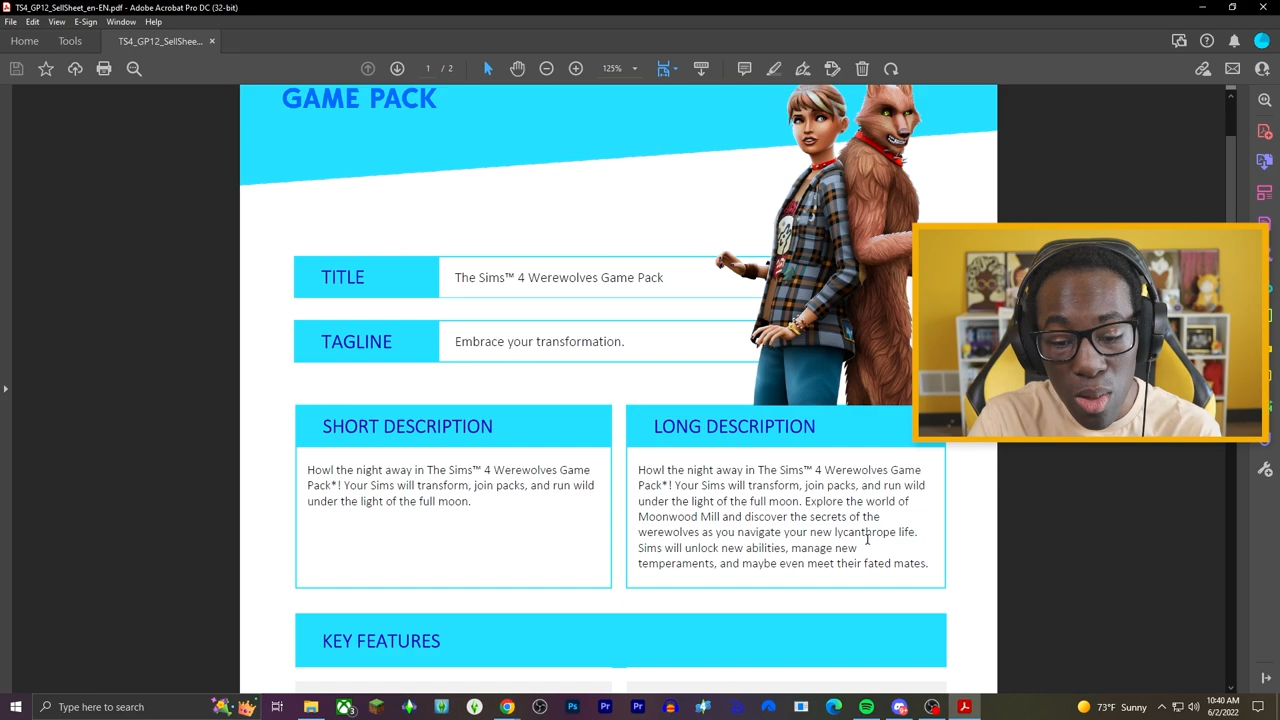 TS4_GP12_SellSheet_en-EN.pdf - Adobe Acrobat Pro DC (32-bit)
File Edit View E-Sign Window Help
Home Tools TS4_GP12_SellShee... ×
1 / 2 125%
GAME PACK
TITLE The Sims™ 4 Werewolves Game Pack
TAGLINE Embrace your transformation.
SHORT DESCRIPTION
Howl the night away in The Sims™ 4 Werewolves Game
Pack*! Your Sims will transform, join packs, and run wild
under the light of the full moon.
LONG DESCRIPTION
Howl the night away in The Sims™ 4 Werewolves Game
Pack*! Your Sims will transform, join packs, and run wild
under the light of the full moon. Explore the world of
Moonwood Mill and discover the secrets of the
werewolves as you navigate your new lycanthrope life.
Sims will unlock new abilities, manage new
temperaments, and maybe even meet their fated mates.
KEY FEATURES
Type here to search
73°F Sunny
10:40 AM
6/2/2022